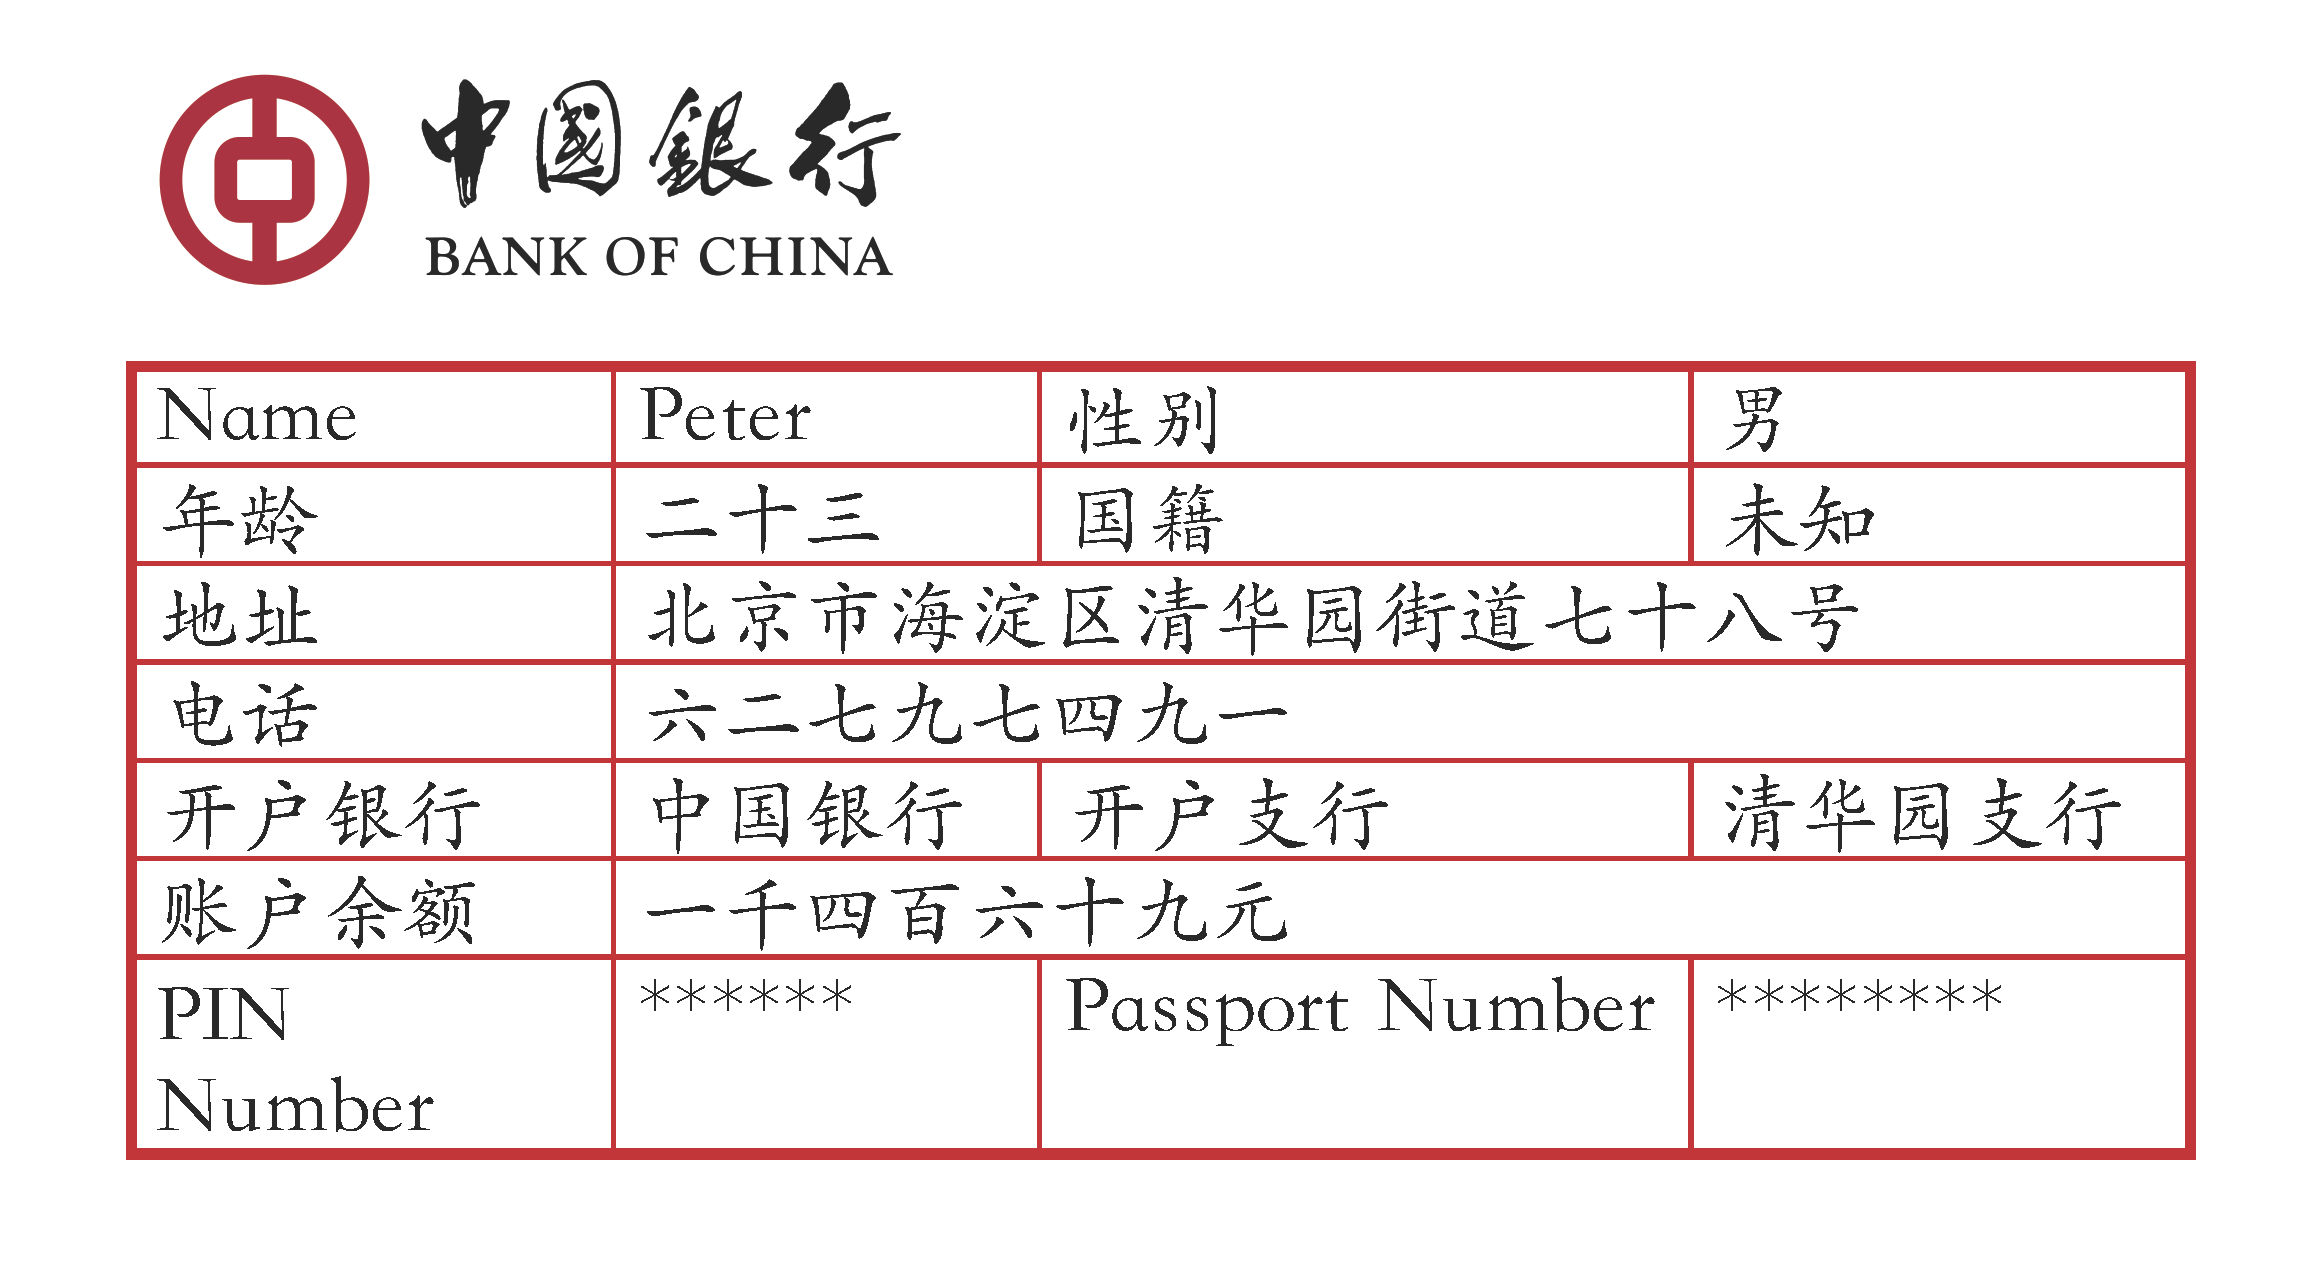 中國銀行
BANK OF CHINA
Name Peter 性别 男
年龄 二十三 国籍 未知
地址 北京市海淀区清华园街道七十八号
电话 六二七九七四九一
开户银行 中国银行 开户支行 清华园支行
账户余额 一千四百六十九元
PIN ****** Passport Number ********
Number